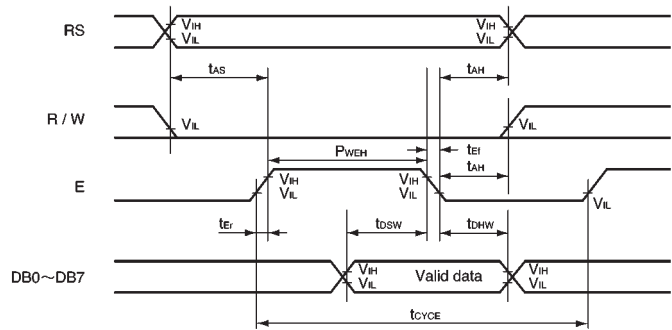 RS
VIH
VIL
VIH
VIL
tAS
tAH
R / W
VIL
VIL
PWEH
tEf
tAH
E
VIH
VIL
VIH
VIL
VIL
tEr
tDSW
tDHW
DB0～DB7
VIH
VIL
Valid data
VIH
VIL
tCYCE